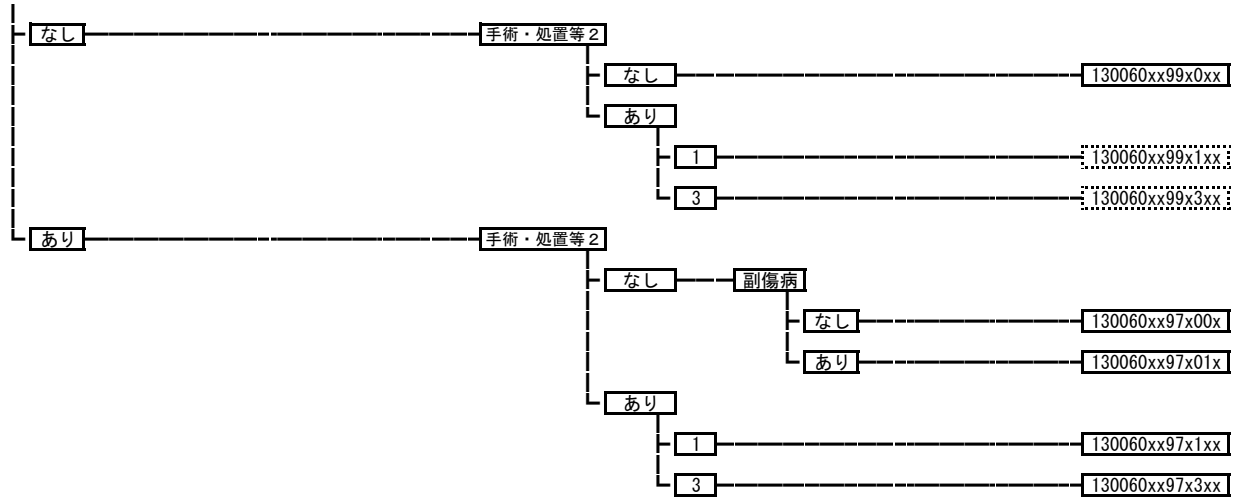 なし 手術・処置等２
なし 130060xx99x0xx
あり
1 130060xx99x1xx
3 130060xx99x3xx
あり 手術・処置等２
なし 副傷病
なし 130060xx97x00x
あり 130060xx97x01x
あり
1 130060xx97x1xx
3 130060xx97x3xx